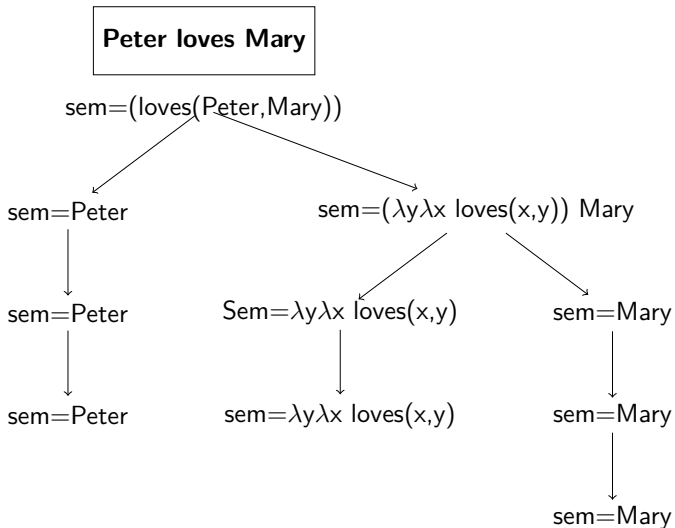 Peter loves Mary
sem=(loves(Peter,Mary))
sem=Peter
sem=(λyλx loves(x,y)) Mary
sem=Peter
Sem=λyλx loves(x,y)
sem=Mary
sem=Peter
sem=λyλx loves(x,y)
sem=Mary
sem=Mary